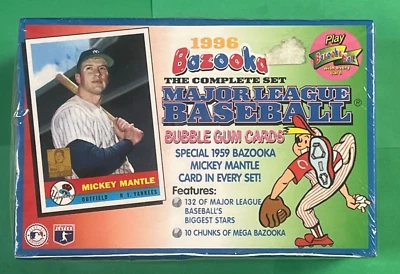 1996
Bazooka
THE COMPLETE SET
MAJOR LEAGUE
BASEBALL®
BUBBLE GUM CARDS
SPECIAL 1959 BAZOOKA
MICKEY MANTLE
CARD IN EVERY SET!
Features:
132 OF MAJOR LEAGUE
BASEBALL'S
BIGGEST STARS
10 CHUNKS OF MEGA BAZOOKA
Play
MICKEY MANTLE
OUTFIELD N.Y. YANKEES